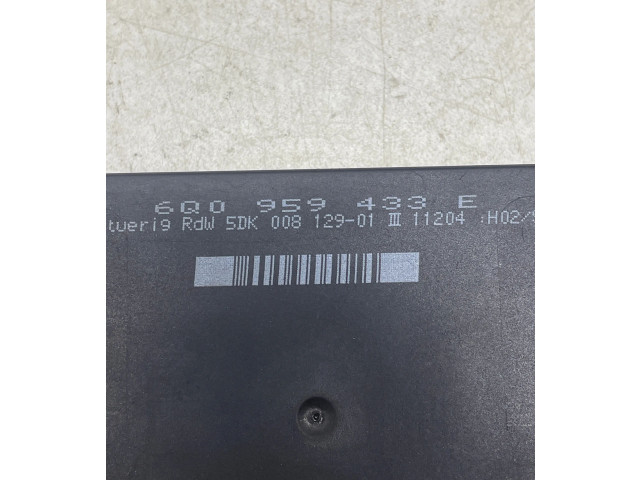 6Q0 959 433 E
tuerig RdW 5DK 008 129-01 III 11204 :H02/